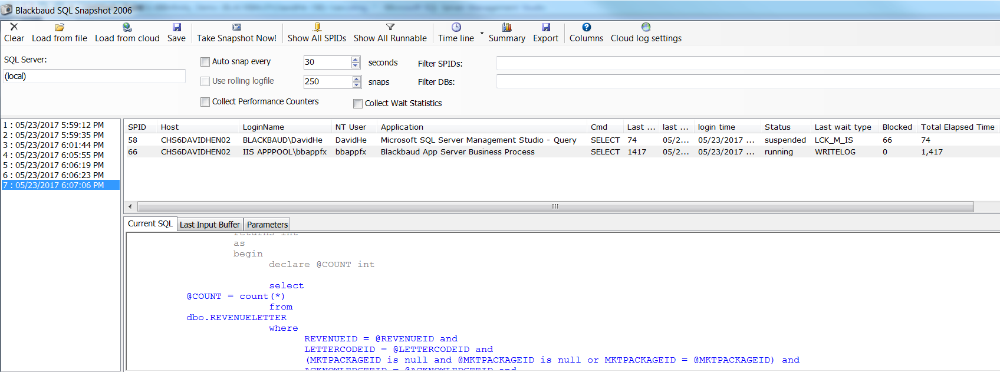 Blackbaud SQL Snapshot 2006
Clear Load from file Load from cloud Save Take Snapshot Now! Show All SPIDs Show All Runnable Time line Summary Export Columns Cloud log settings
SQL Server:
(local)
Auto snap every 30 seconds Filter SPIDs:
Use rolling logfile 250 snaps Filter DBs:
Collect Performance Counters Collect Wait Statistics
1 : 05/23/2017 5:59:12 PM
2 : 05/23/2017 5:59:35 PM
3 : 05/23/2017 6:01:44 PM
4 : 05/23/2017 6:05:55 PM
5 : 05/23/2017 6:06:19 PM
6 : 05/23/2017 6:06:23 PM
7 : 05/23/2017 6:07:06 PM
SPID Host LoginName NT User Application Cmd Last ... last ... login time Status Last wait type Blocked Total Elapsed Time
58 CHS6DAVIDHEN02 BLACKBAUD\DavidHe DavidHe Microsoft SQL Server Management Studio - Query SELECT 74 05/2... 05/23/2017 ... suspended LCK_M_IS 66 74
66 CHS6DAVIDHEN02 IIS APPPOOL\bbappfx bbappfx Blackbaud App Server Business Process SELECT 1417 05/2... 05/23/2017 ... running WRITELOG 0 1,417
Current SQL Last Input Buffer Parameters
returns int
as
begin
declare @COUNT int
select
@COUNT = count(*)
from
dbo.REVENUELETTER
where
REVENUEID = @REVENUEID and
LETTERCODEID = @LETTERCODEID and
(MKTPACKAGEID is null and @MKTPACKAGEID is null or MKTPACKAGEID = @MKTPACKAGEID) and
ACKNOWLEDGEEID = @ACKNOWLEDGEEID and